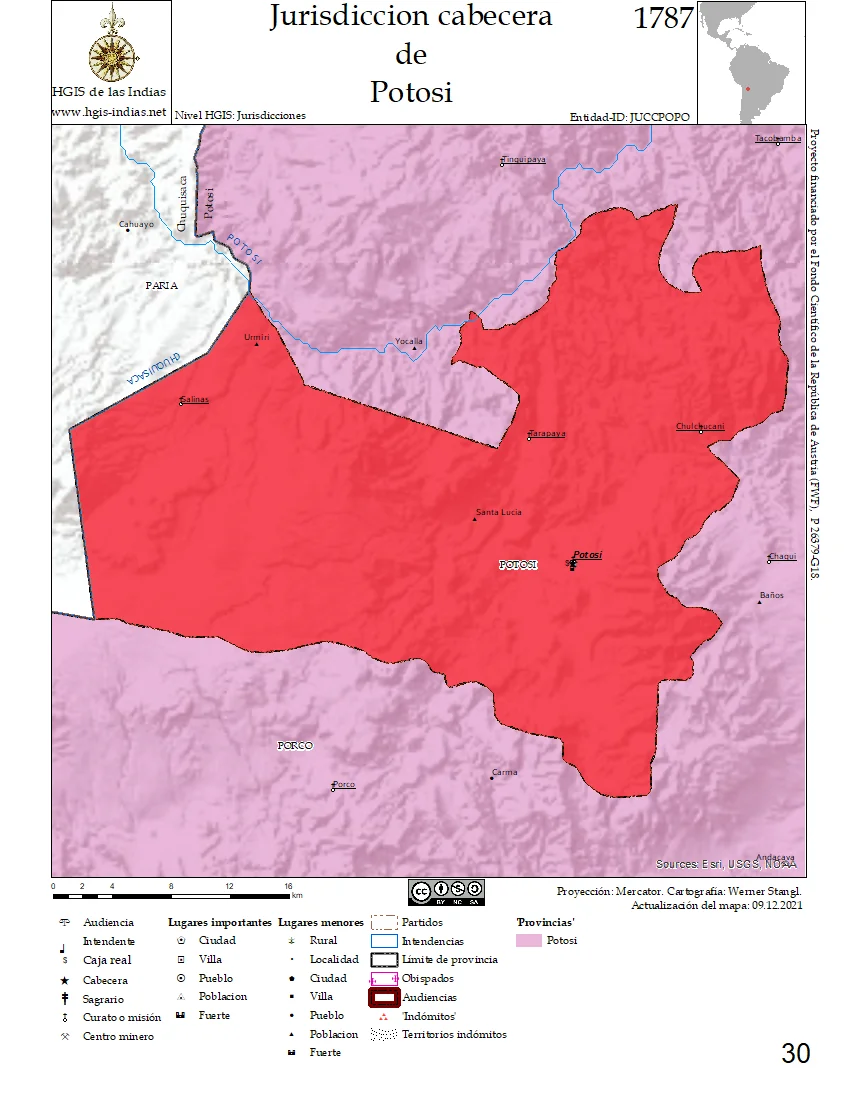 Jurisdiccion cabecera
de
Potosi
1787
HGIS de las Indias
www.hgis-indias.net
Nivel HGIS: Jurisdicciones
Entidad-ID: JUCCPOPO
Tacobamba
Tinquipaya
Chuquisaca
Potosi
Cahuayo
POTOSI
PARIA
Urmiri
Yocalla
CHUQUISACA
Salinas
Tarapaya
Chulchucani
Santa Lucia
Potosi
POTOSI
Chaqui
Baños
PORCO
Porco
Carma
Andacava
Sources: Esri, USGS, NOAA
Proyecto financiado por el Fondo Científico de la República de Austria (FWF), P 26379-G18.
0 2 4 8 12 16
km
cc BY NC SA
Proyección: Mercator. Cartografía: Werner Stangl.
Actualización del mapa: 09.12.2021
Audiencia
Intendente
Caja real
Cabecera
Sagrario
Curato o misión
Centro minero
Lugares importantes
Ciudad
Villa
Pueblo
Poblacion
Fuerte
Lugares menores
Rural
Localidad
Ciudad
Villa
Pueblo
Poblacion
Fuerte
Partidos
Intendencias
Límite de provincia
Obispados
Audiencias
'Indómitos'
Territorios indómitos
'Provincias'
Potosi
30